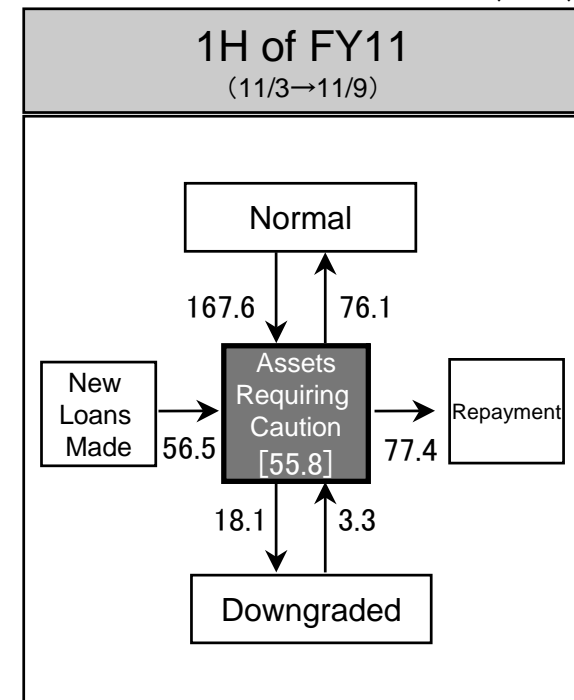 1H of FY11
（11/3→11/9）
Normal
167.6
76.1
New
Loans
Made
56.5
Assets
Requiring
Caution
[55.8]
77.4
Repayment
18.1
3.3
Downgraded